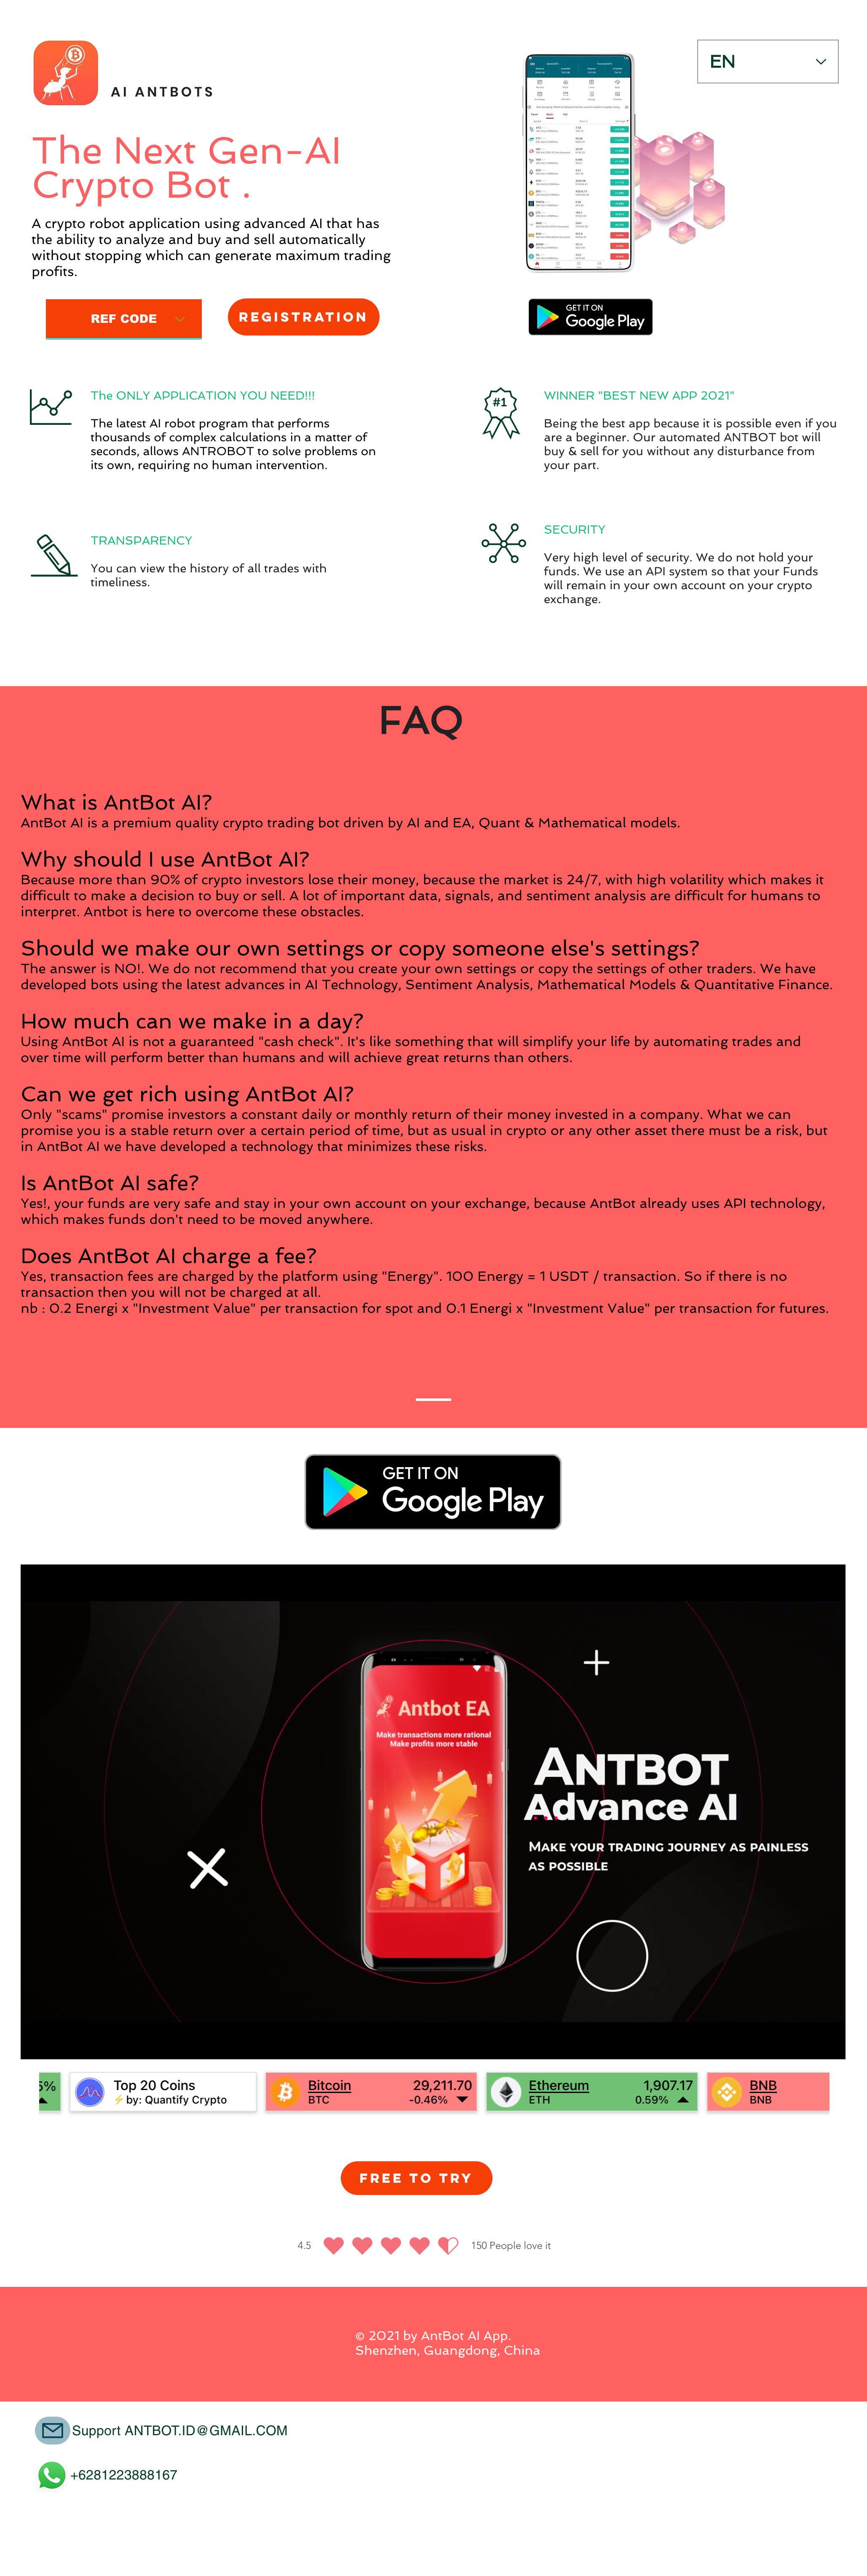 AI ANTBOTS
EN
The Next Gen-AI
Crypto Bot .
A crypto robot application using advanced AI that has
the ability to analyze and buy and sell automatically
without stopping which can generate maximum trading
profits.
REF CODE
REGISTRATION
GET IT ON
Google Play
The ONLY APPLICATION YOU NEED!!!
The latest AI robot program that performs
thousands of complex calculations in a matter of
seconds, allows ANTROBOT to solve problems on
its own, requiring no human intervention.
#1
WINNER "BEST NEW APP 2021"
Being the best app because it is possible even if you
are a beginner. Our automated ANTBOT bot will
buy & sell for you without any disturbance from
your part.
TRANSPARENCY
You can view the history of all trades with
timeliness.
SECURITY
Very high level of security. We do not hold your
funds. We use an API system so that your Funds
will remain in your own account on your crypto
exchange.
FAQ
What is AntBot AI?
AntBot AI is a premium quality crypto trading bot driven by AI and EA, Quant & Mathematical models.
Why should I use AntBot AI?
Because more than 90% of crypto investors lose their money, because the market is 24/7, with high volatility which makes it
difficult to make a decision to buy or sell. A lot of important data, signals, and sentiment analysis are difficult for humans to
interpret. Antbot is here to overcome these obstacles.
Should we make our own settings or copy someone else's settings?
The answer is NO!. We do not recommend that you create your own settings or copy the settings of other traders. We have
developed bots using the latest advances in AI Technology, Sentiment Analysis, Mathematical Models & Quantitative Finance.
How much can we make in a day?
Using AntBot AI is not a guaranteed "cash check". It's like something that will simplify your life by automating trades and
over time will perform better than humans and will achieve great returns than others.
Can we get rich using AntBot AI?
Only "scams" promise investors a constant daily or monthly return of their money invested in a company. What we can
promise you is a stable return over a certain period of time, but as usual in crypto or any other asset there must be a risk, but
in AntBot AI we have developed a technology that minimizes these risks.
Is AntBot AI safe?
Yes!, your funds are very safe and stay in your own account on your exchange, because AntBot already uses API technology,
which makes funds don't need to be moved anywhere.
Does AntBot AI charge a fee?
Yes, transaction fees are charged by the platform using "Energy". 100 Energy = 1 USDT / transaction. So if there is no
transaction then you will not be charged at all.
nb : 0.2 Energi x "Investment Value" per transaction for spot and 0.1 Energi x "Investment Value" per transaction for futures.
GET IT ON
Google Play
Antbot EA
Make transactions more rational
Make profits more stable
ANTBOT
Advance AI
MAKE YOUR TRADING JOURNEY AS PAINLESS
AS POSSIBLE
5%
Top 20 Coins
⚡by: Quantify Crypto
Bitcoin 29,211.70
BTC -0.46%
Ethereum 1,907.17
ETH 0.59%
BNB
BNB
FREE TO TRY
4.5 150 People love it
© 2021 by AntBot AI App.
Shenzhen, Guangdong, China
Support ANTBOT.ID@GMAIL.COM
+6281223888167